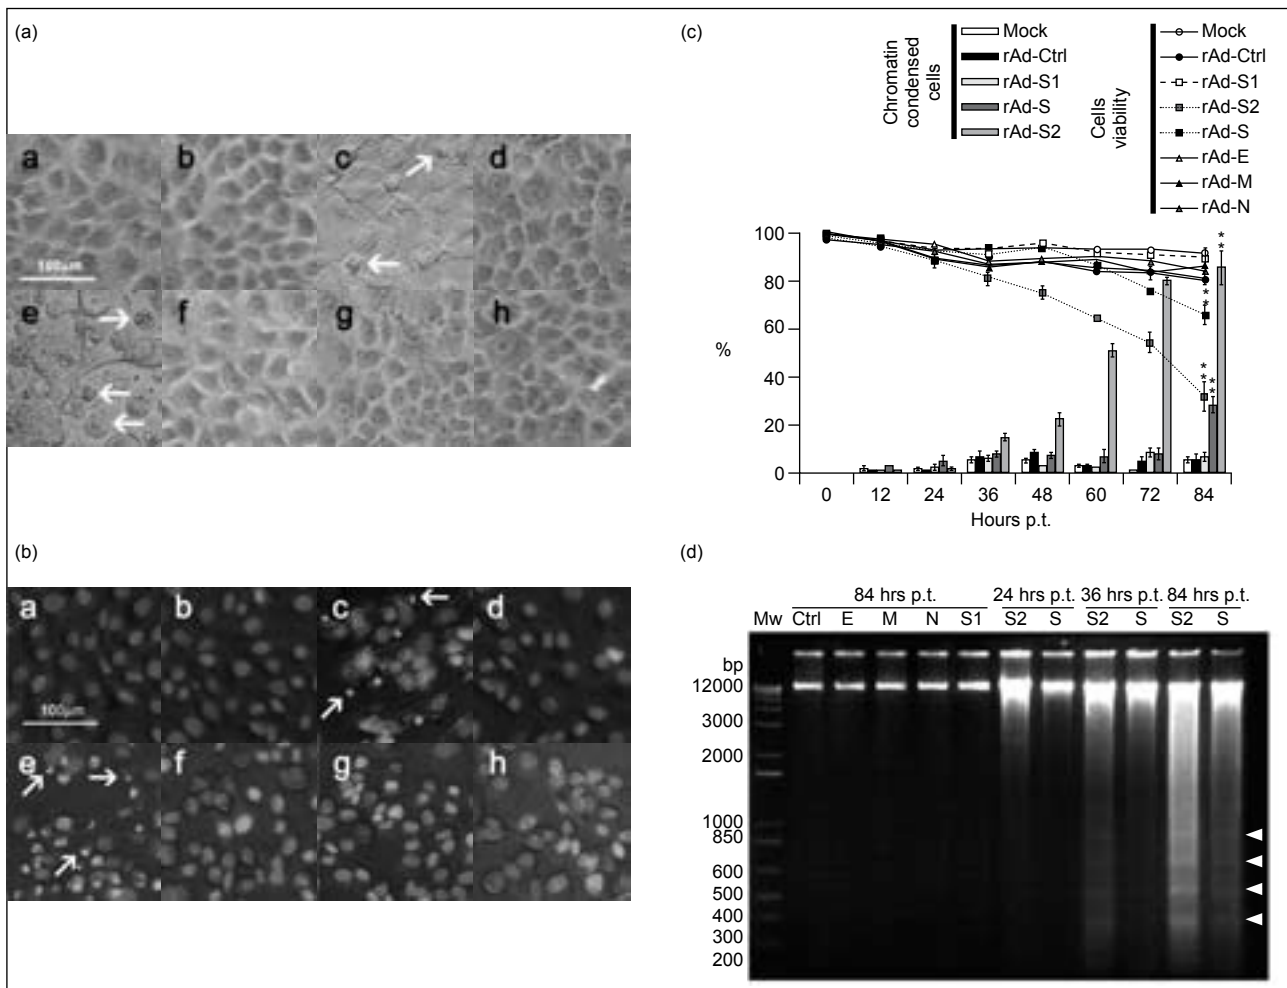 (a)
a
b
c
d
100µm
e
f
g
h
(b)
a
b
c
d
100µm
e
f
g
h
(c)
Chromatin
condensed
cells
Mock
rAd-Ctrl
rAd-S1
rAd-S
rAd-S2
Cells
viability
Mock
rAd-Ctrl
rAd-S1
rAd-S2
rAd-S
rAd-E
rAd-M
rAd-N
100
80
60
40
20
0
%
**
**
**
**
0 12 24 36 48 60 72 84
Hours p.t.
(d)
84 hrs p.t. 24 hrs p.t. 36 hrs p.t. 84 hrs p.t.
Mw Ctrl E M N S1 S2 S S2 S S2 S
bp
12000
3000
2000
1000
850
600
500
400
300
200